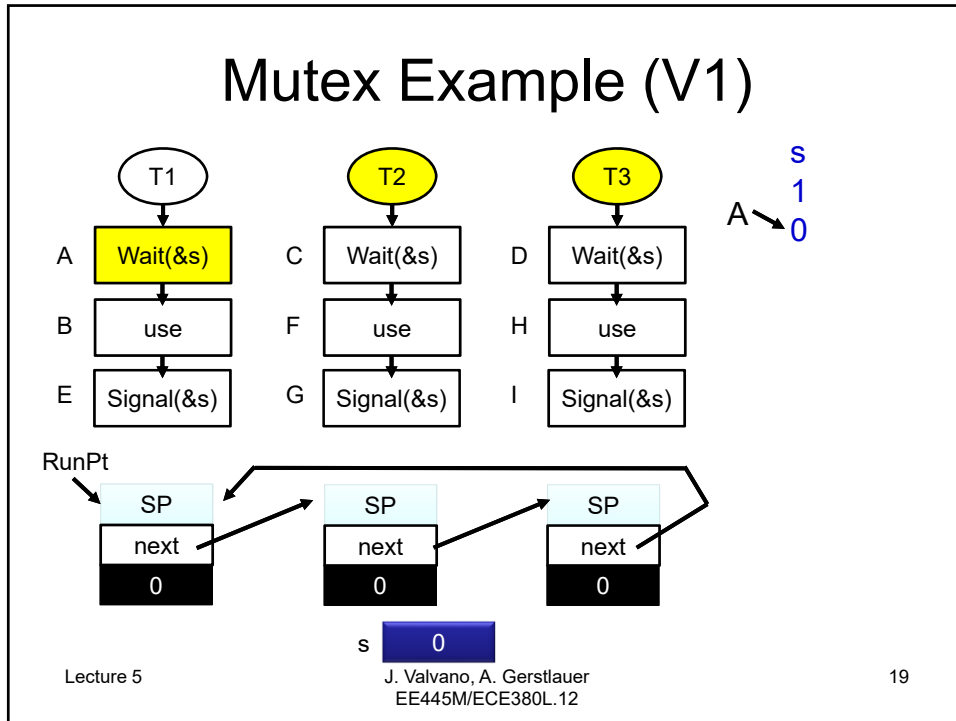 Mutex Example (V1)
T1 T2 T3
s
1
A 0
A Wait(&s) C Wait(&s) D Wait(&s)
B use F use H use
E Signal(&s) G Signal(&s) I Signal(&s)
RunPt
SP SP SP
next next next
0 0 0
s 0
Lecture 5 J. Valvano, A. Gerstlauer 19
EE445M/ECE380L.12